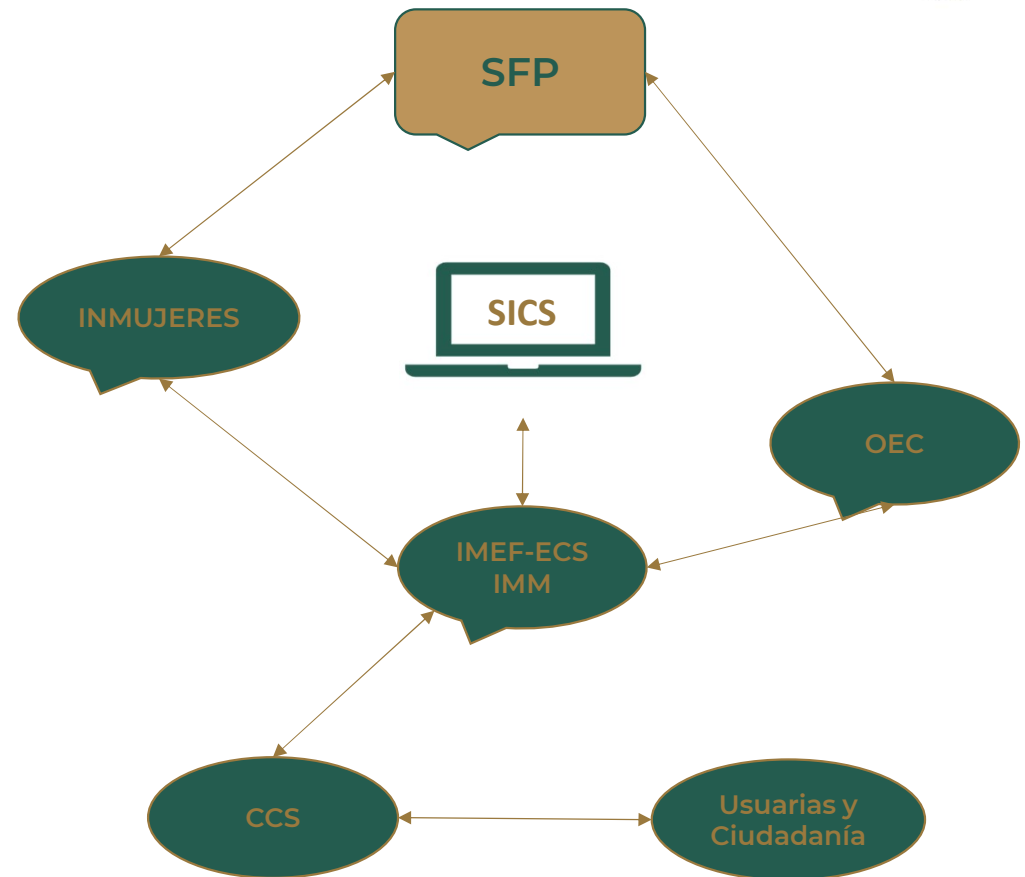 SFP
INMUJERES
SICS
OEC
IMEF-ECS
IMM
CCS
Usuarias y
Ciudadanía